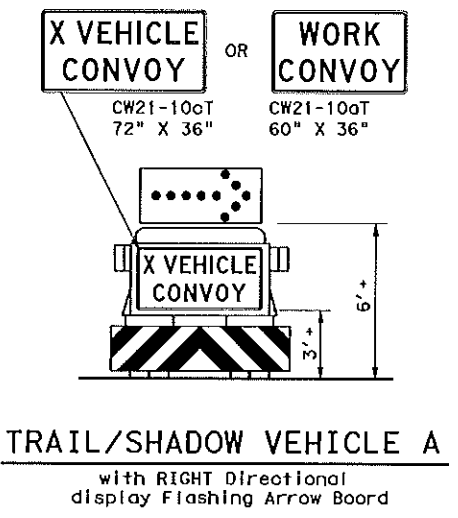 X VEHICLE
CONVOY
OR
WORK
CONVOY
CW21-10cT
72" X 36"
CW21-10aT
60" X 36"
X VEHICLE
CONVOY
6'+
3'+
TRAIL/SHADOW VEHICLE A
with RIGHT Directional
display Flashing Arrow Board